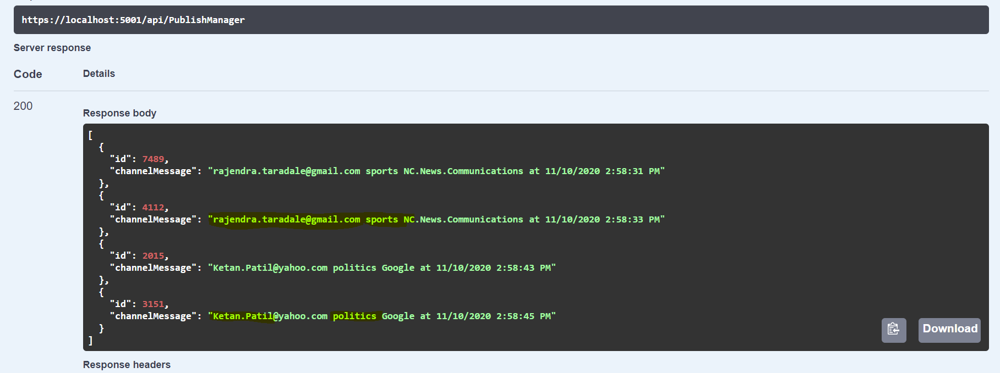 https://localhost:5001/api/PublishManager
Server response
Code Details
200
Response body
[
{
"id": 7489,
"channelMessage": "rajendra.taradale@gmail.com sports NC.News.Communications at 11/10/2020 2:58:31 PM"
},
{
"id": 4112,
"channelMessage": "rajendra.taradale@gmail.com sports NC.News.Communications at 11/10/2020 2:58:33 PM"
},
{
"id": 2015,
"channelMessage": "Ketan.Patil@yahoo.com politics Google at 11/10/2020 2:58:43 PM"
},
{
"id": 3151,
"channelMessage": "Ketan.Patil@yahoo.com politics Google at 11/10/2020 2:58:45 PM"
}
]
Download
Response headers